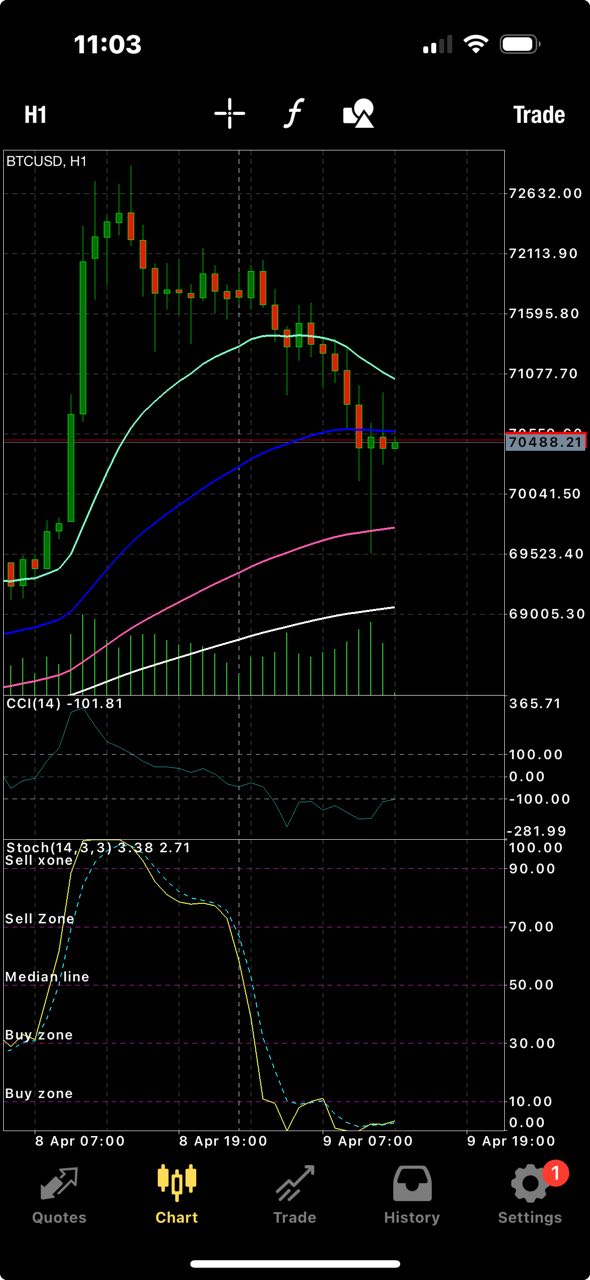 11:03
H1
f
Trade
BTCUSD, H1
72632.00
72113.90
71595.80
71077.70
70488.21
70041.50
69523.40
69005.30
CCI(14) -101.81
365.71
100.00
0.00
-100.00
-281.99
Stoch(14,3,3) 3.38 2.71
100.00
Sell xone
90.00
Sell Zone
70.00
Median line
50.00
Buy zone
30.00
Buy zone
10.00
0.00
8 Apr 07:00
8 Apr 19:00
9 Apr 07:00
9 Apr 19:00
1
Quotes
Chart
Trade
History
Settings